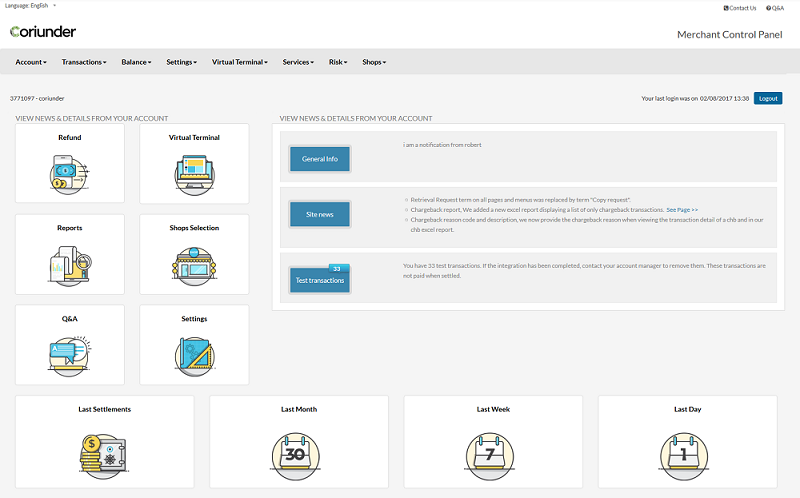 Language: English
Contact Us
Q&A
Coriunder
Merchant Control Panel
Account
Transactions
Balance
Settings
Virtual Terminal
Services
Risk
Shops
3771097 - coriunder
Your last login was on 02/08/2017 13:38
Logout
VIEW NEWS & DETAILS FROM YOUR ACCOUNT
Refund
Virtual Terminal
Reports
Shops Selection
Q&A
Settings
VIEW NEWS & DETAILS FROM YOUR ACCOUNT
General Info
i am a notification from robert
Site news
Retrieval Request term on all pages and menus was replaced by term "Copy request".
Chargeback report, We added a new excel report displaying a list of only chargeback transactions. See Page >>
Chargeback reason code and description, we now provide the chargeback reason when viewing the transaction detail of a chb and in our
chb excel report.
33
Test transactions
You have 33 test transactions. If the integration has been completed, contact your account manager to remove them. These transactions are
not paid when settled.
Last Settlements
Last Month
Last Week
Last Day
$
30
7
1